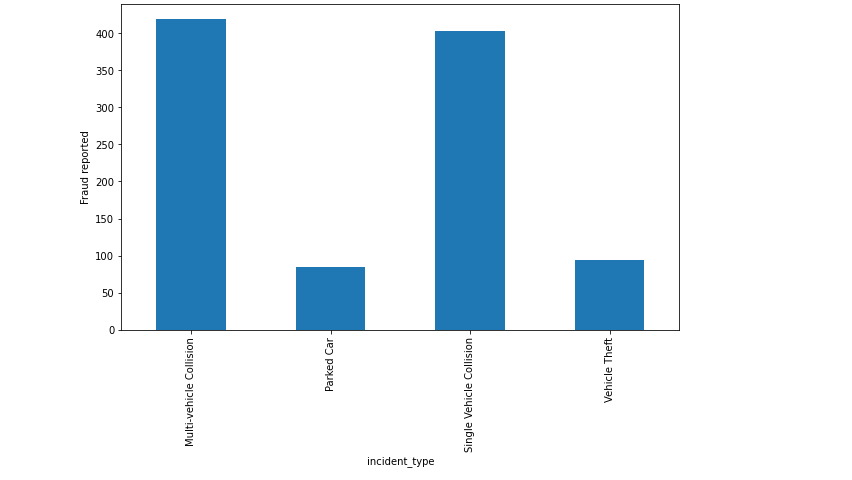 400
350
300
250
200
150
100
50
0
Fraud reported
Multi-vehicle Collision
Parked Car
Single Vehicle Collision
Vehicle Theft
incident_type